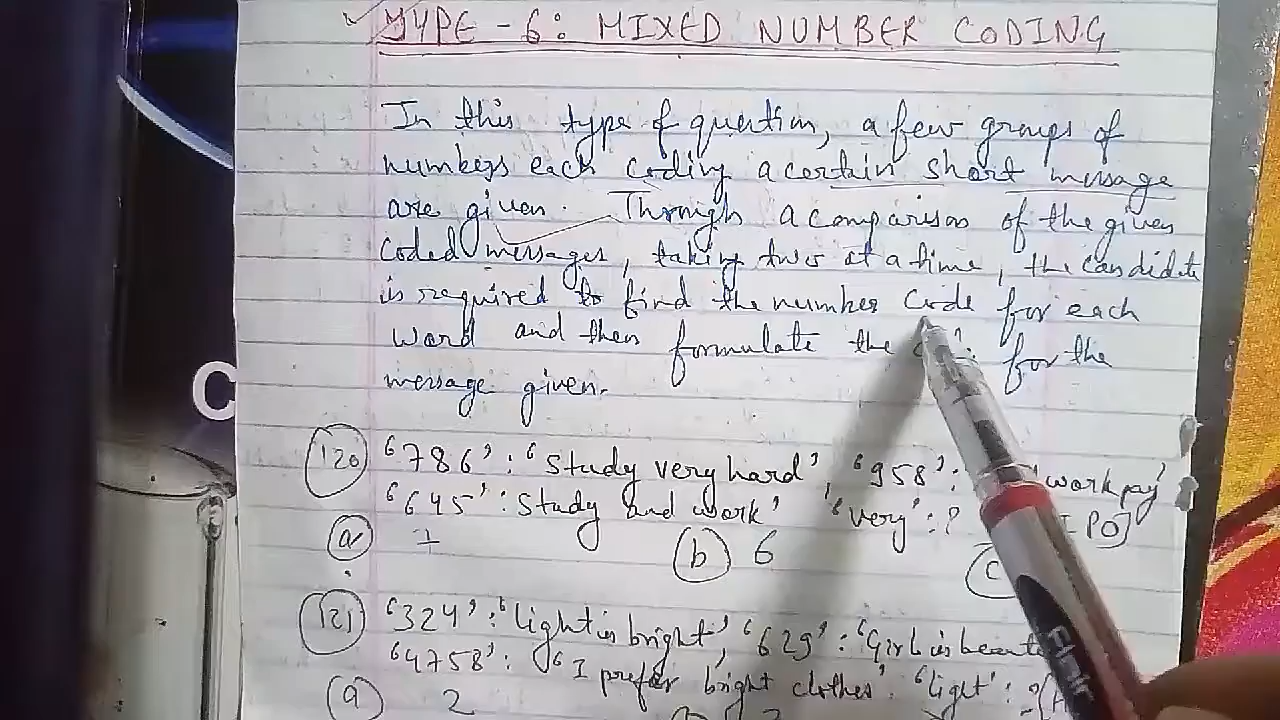 TYPE - 6: MIXED NUMBER CODING
In this type of question, a few groups of
numbers each coding a certain short message
are given. Through a comparison of the given
coded messages, taking two at a time, the candidate
is required to find the number code for each
word and then formulate the for the
message given.
(120) '786' : 'Study very hard', '958' : work pay'
'645' : Study and work' 'very' : ? IPO]
(a) 7 (b) 6 (c)
(121) '324' : 'Light is bright', '629' : 'Girl is
'4758' : 'I prefer bright clothes' 'light' : ?
(a) 2
C
Flair